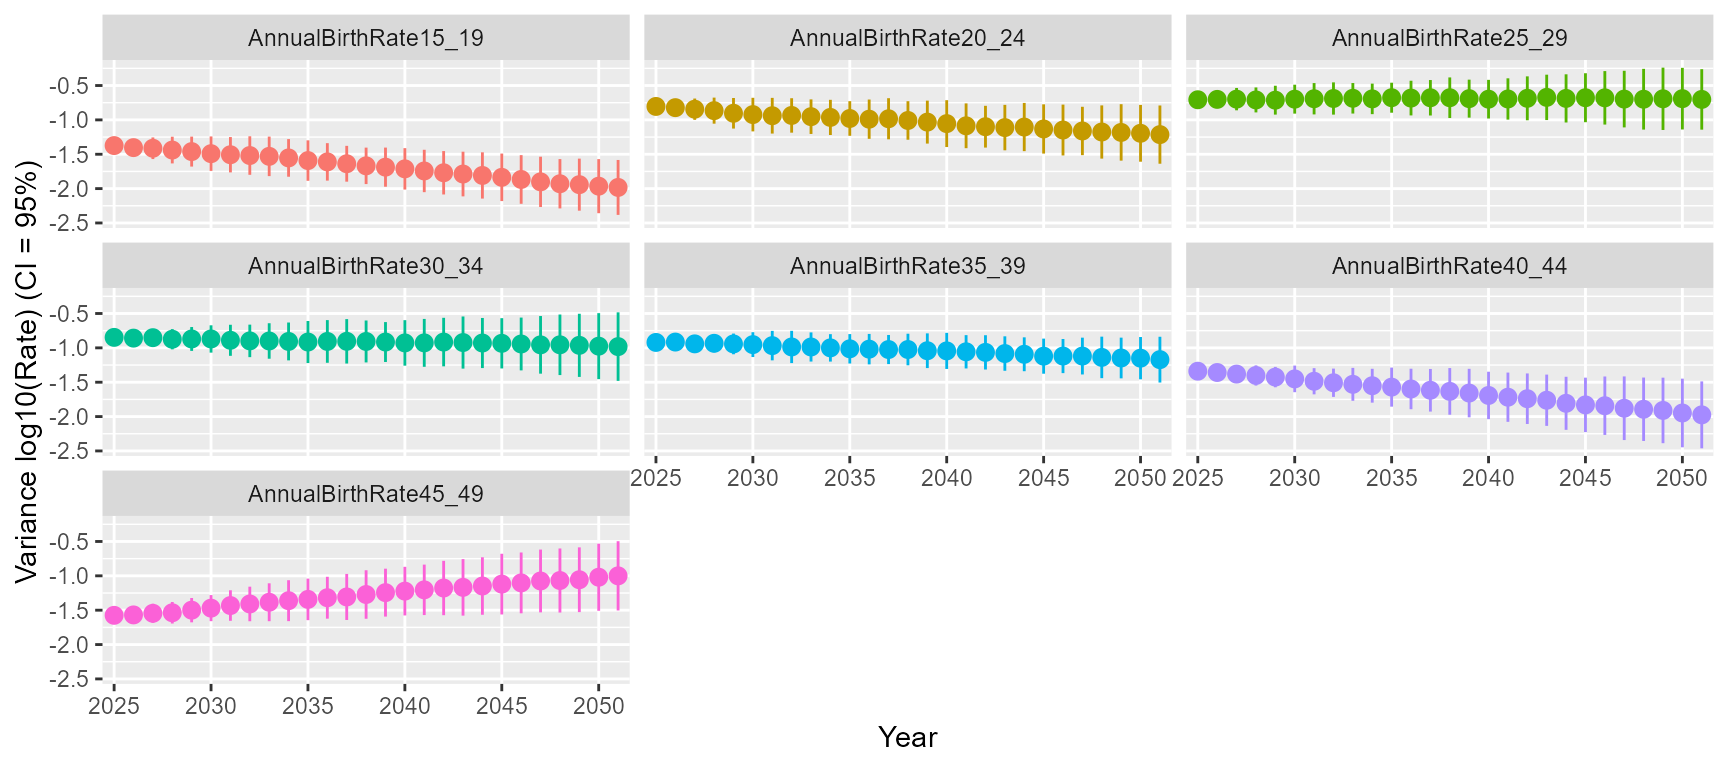 Variance log10(Rate) (CI = 95%)
AnnualBirthRate15_19
AnnualBirthRate20_24
AnnualBirthRate25_29
-0.5
-1.0
-1.5
-2.0
-2.5
AnnualBirthRate30_34
AnnualBirthRate35_39
AnnualBirthRate40_44
-0.5
-1.0
-1.5
-2.0
-2.5
2025 2030 2035 2040 2045 2050
2025 2030 2035 2040 2045 2050
AnnualBirthRate45_49
-0.5
-1.0
-1.5
-2.0
-2.5
2025 2030 2035 2040 2045 2050
Year